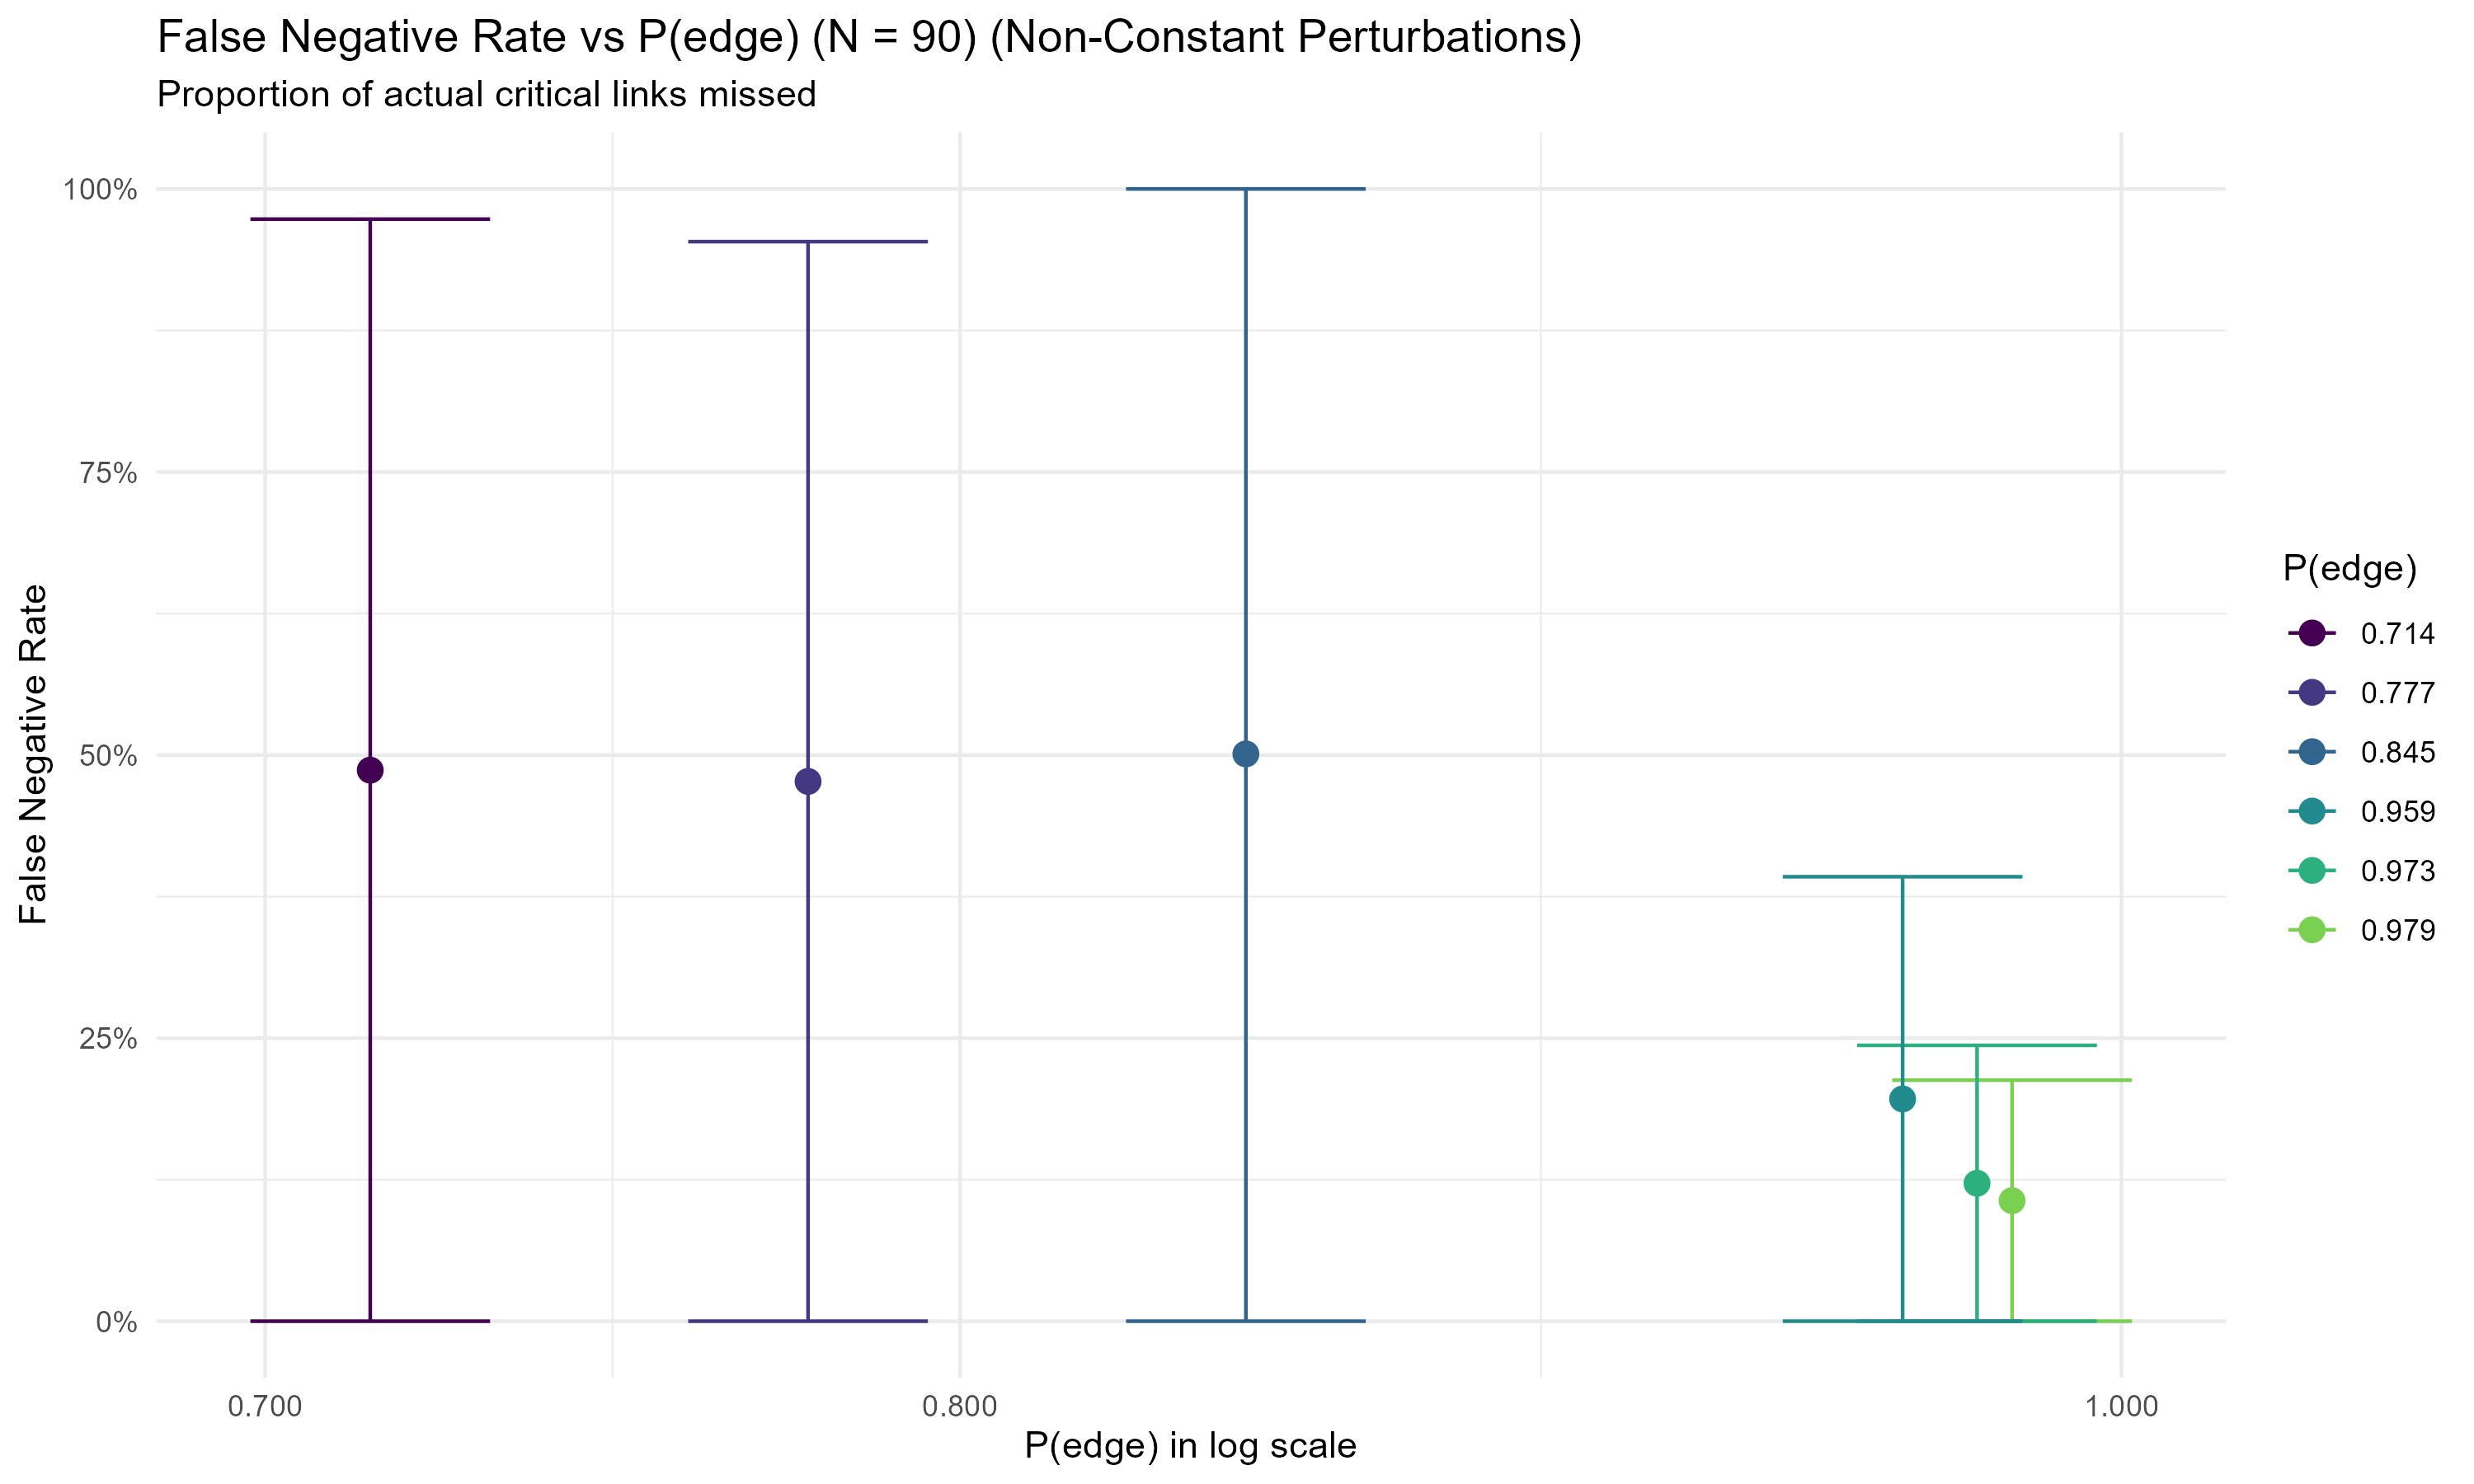 False Negative Rate vs P(edge) (N = 90) (Non-Constant Perturbations)
Proportion of actual critical links missed
False Negative Rate
100%
75%
50%
25%
0%
0.700
0.800
1.000
P(edge) in log scale
P(edge)
0.714
0.777
0.845
0.959
0.973
0.979